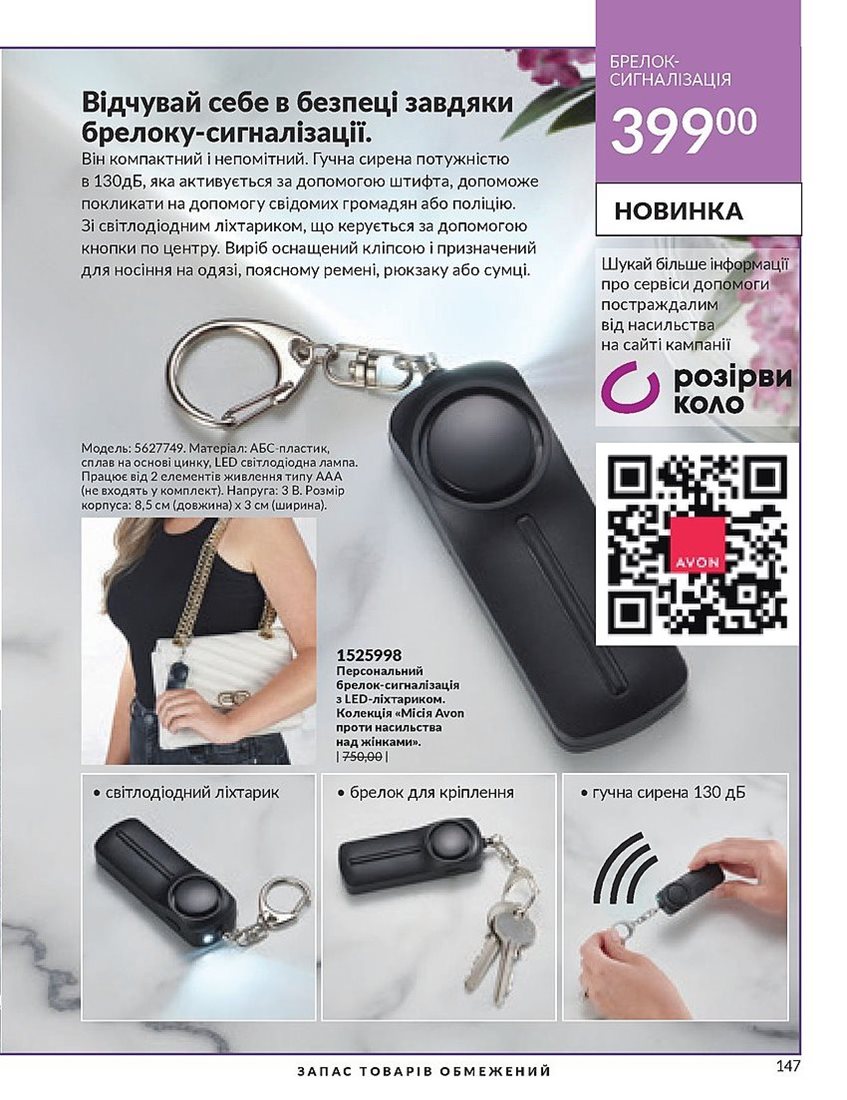 БРЕЛОК-
СИГНАЛІЗАЦІЯ
39900
НОВИНКА
Відчувай себе в безпеці завдяки
брелоку-сигналізації.
Він компактний і непомітний. Гучна сирена потужністю
в 130дБ, яка активується за допомогою штифта, допоможе
покликати на допомогу свідомих громадян або поліцію.
Зі світлодіодним ліхтариком, що керується за допомогою
кнопки по центру. Виріб оснащений кліпсою і призначений
для носіння на одязі, поясному ремені, рюкзаку або сумці.
Шукай більше інформації
про сервіси допомоги
постраждалим
від насильства
на сайті кампанії
розірви
коло
AVON
Модель: 5627749. Матеріал: АБС-пластик,
сплав на основі цинку, LED світлодіодна лампа.
Працює від 2 елементів живлення типу ААА
(не входять у комплект). Напруга: 3 В. Розмір
корпуса: 8,5 см (довжина) х 3 см (ширина).
1525998
Персональний
брелок-сигналізація
з LED-ліхтариком.
Колекція «Місія Avon
проти насильства
над жінками».
| 750,00 |
• світлодіодний ліхтарик
• брелок для кріплення
• гучна сирена 130 дБ
ЗАПАС ТОВАРІВ ОБМЕЖЕНИЙ
147